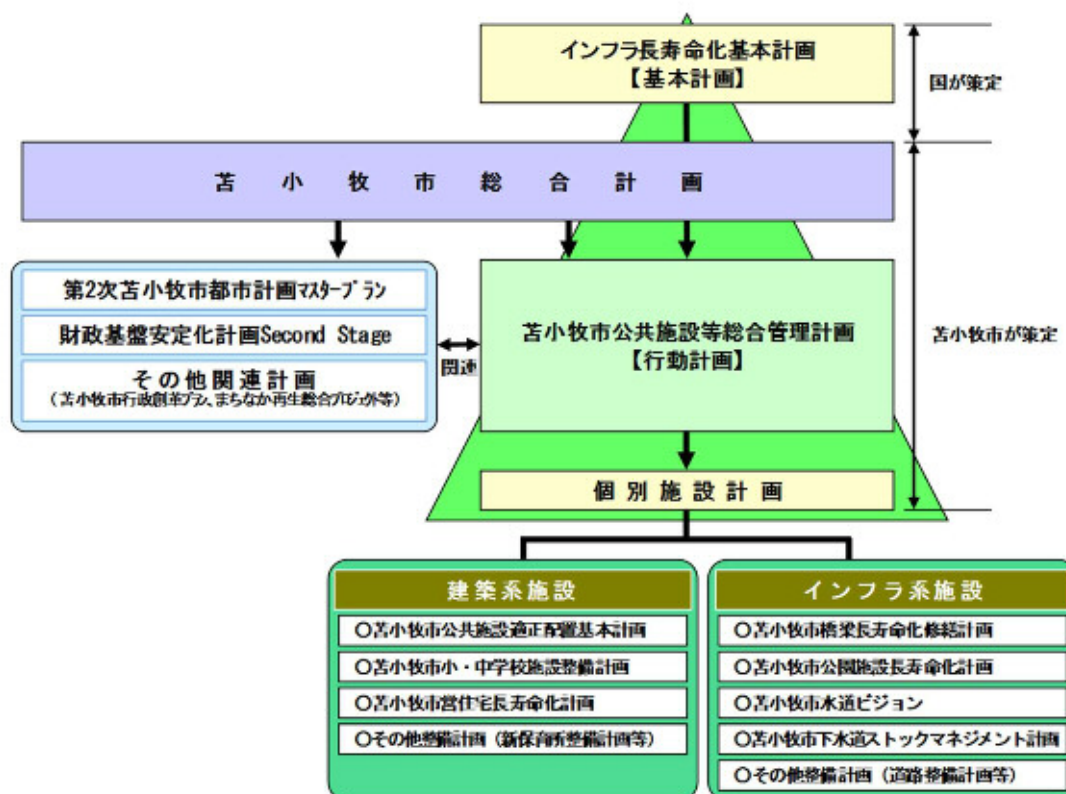 インフラ長寿命化基本計画
【基本計画】
国が策定
苫小牧市総合計画
第2次苫小牧市都市計画マスタープラン
財政基盤安定化計画Second Stage
その他関連計画
(苫小牧市行政創革プラン、まちなか再生総合プロジェクト等)
関連
苫小牧市公共施設等総合管理計画
【行動計画】
苫小牧市が策定
個別施設計画
建築系施設
○苫小牧市公共施設適正配置基本計画
○苫小牧市小・中学校施設整備計画
○苫小牧市営住宅長寿命化計画
○その他整備計画（新保育所整備計画等）
インフラ系施設
○苫小牧市橋梁長寿命化修繕計画
○苫小牧市公園施設長寿命化計画
○苫小牧市水道ビジョン
○苫小牧市下水道ストックマネジメント計画
○その他整備計画（道路整備計画等）